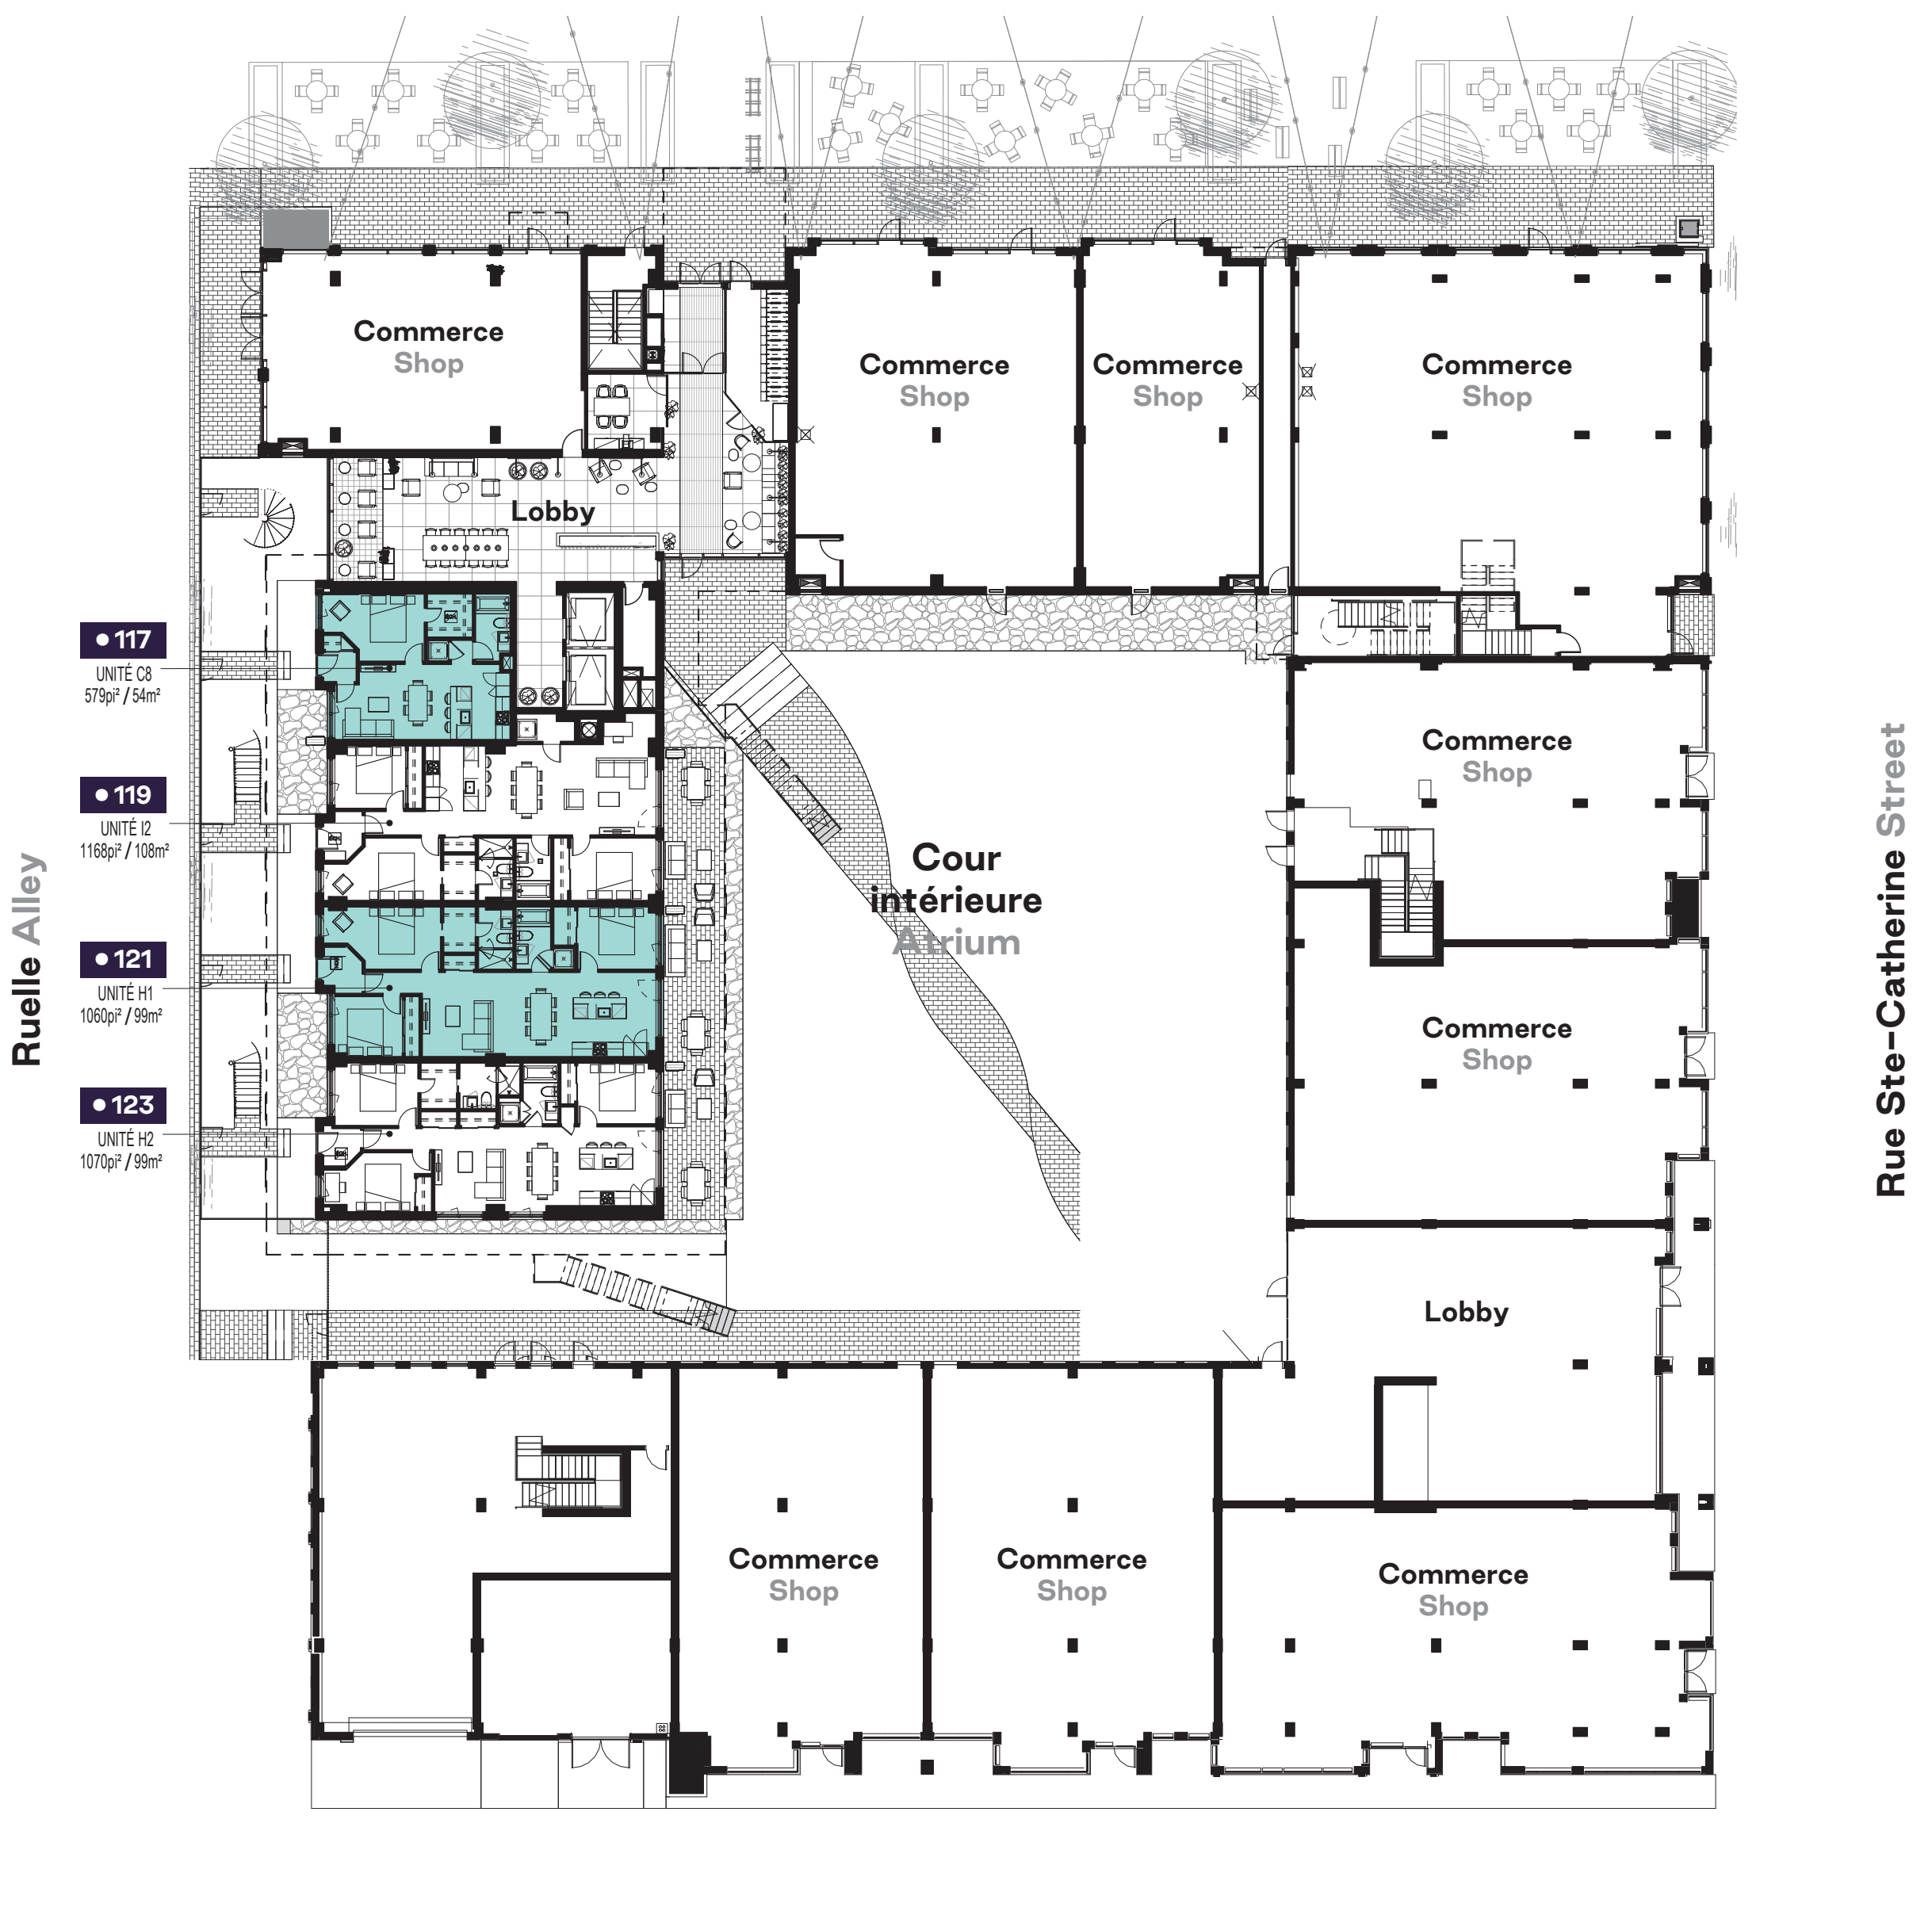 Commerce
Shop
Commerce
Shop
Commerce
Shop
Commerce
Shop
Lobby
117
UNITÉ C8
579pi² / 54m²
119
UNITÉ I2
1168pi² / 108m²
121
UNITÉ H1
1060pi² / 99m²
123
UNITÉ H2
1070pi² / 99m²
Ruelle Alley
Cour
intérieure
Atrium
Commerce
Shop
Commerce
Shop
Rue Ste-Catherine Street
Lobby
Commerce
Shop
Commerce
Shop
Commerce
Shop